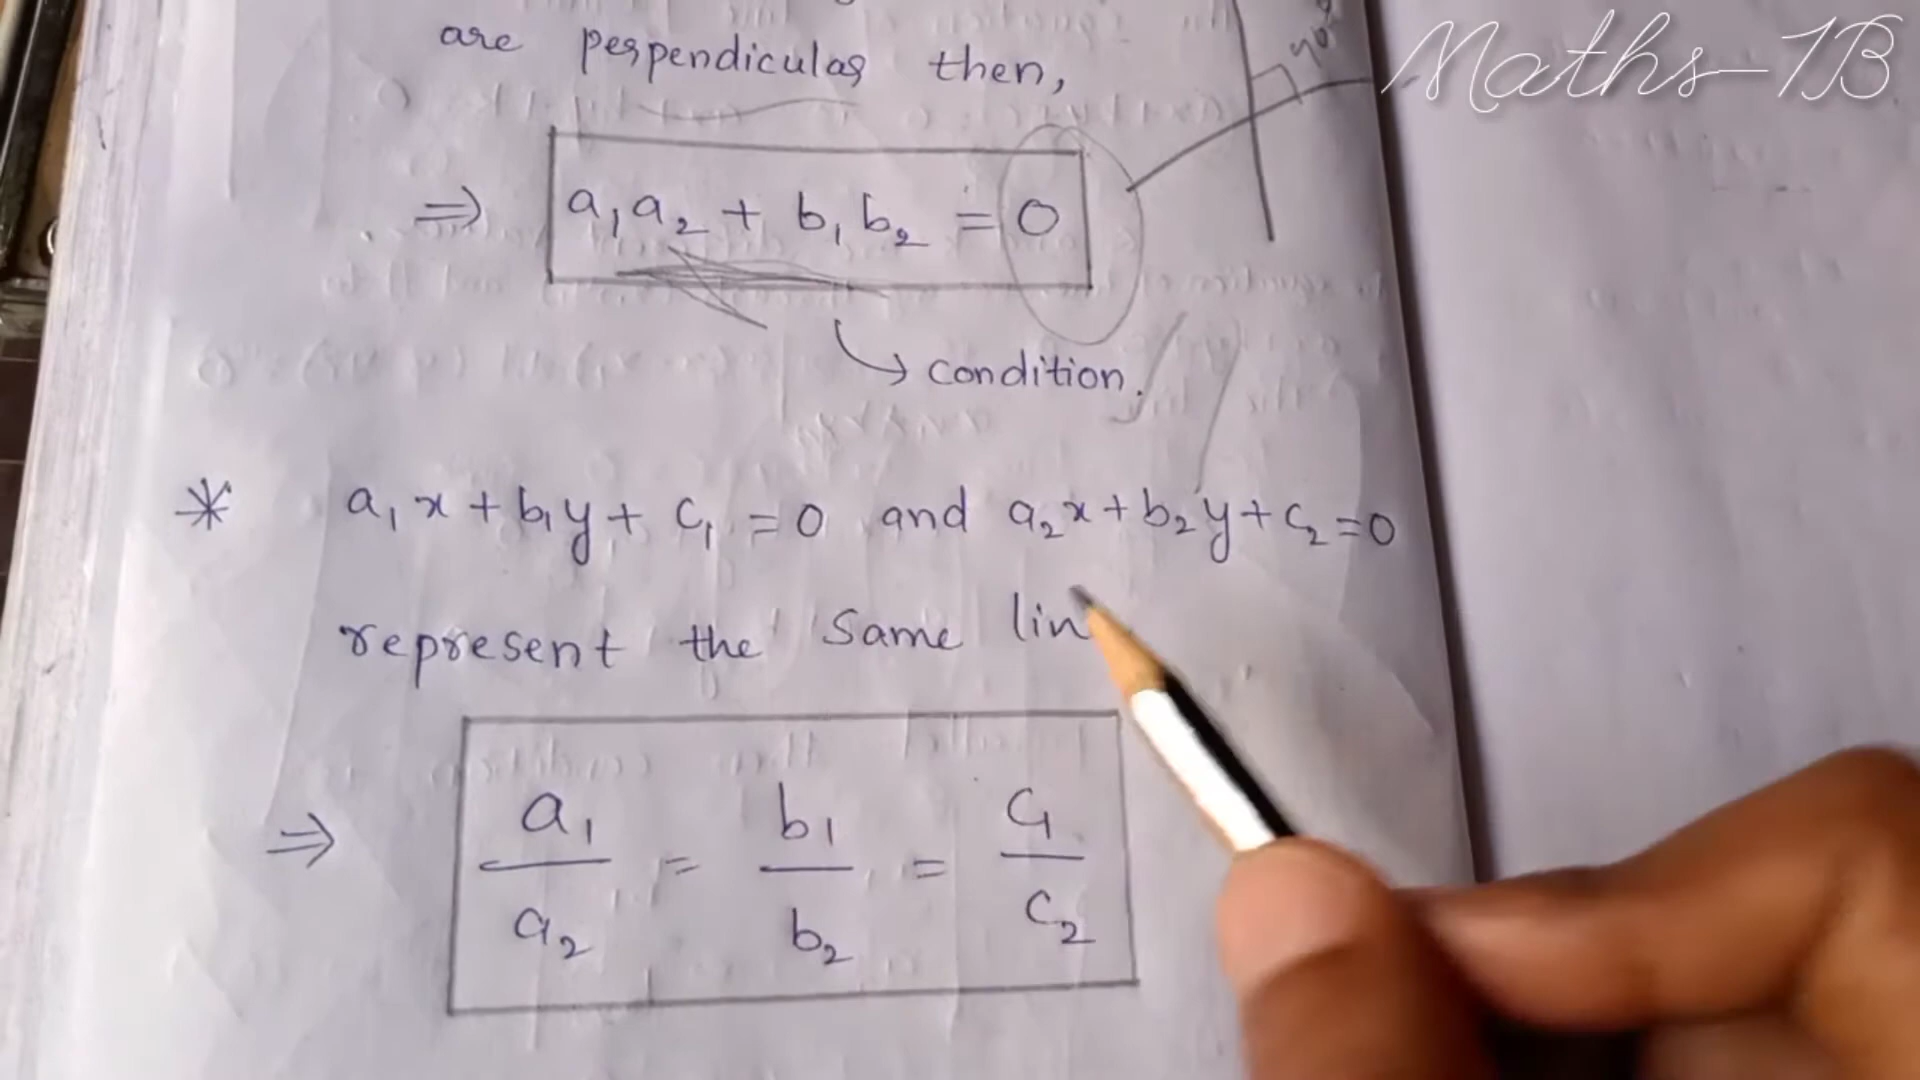 Maths-1B
are perpendicular then,
⇒ a₁a₂ + b₁b₂ = 0
→ condition.
* a₁x + b₁y + c₁ = 0 and a₂x + b₂y + c₂ = 0
represent the same lin
⇒ a₁/a₂ = b₁/b₂ = c₁/c₂